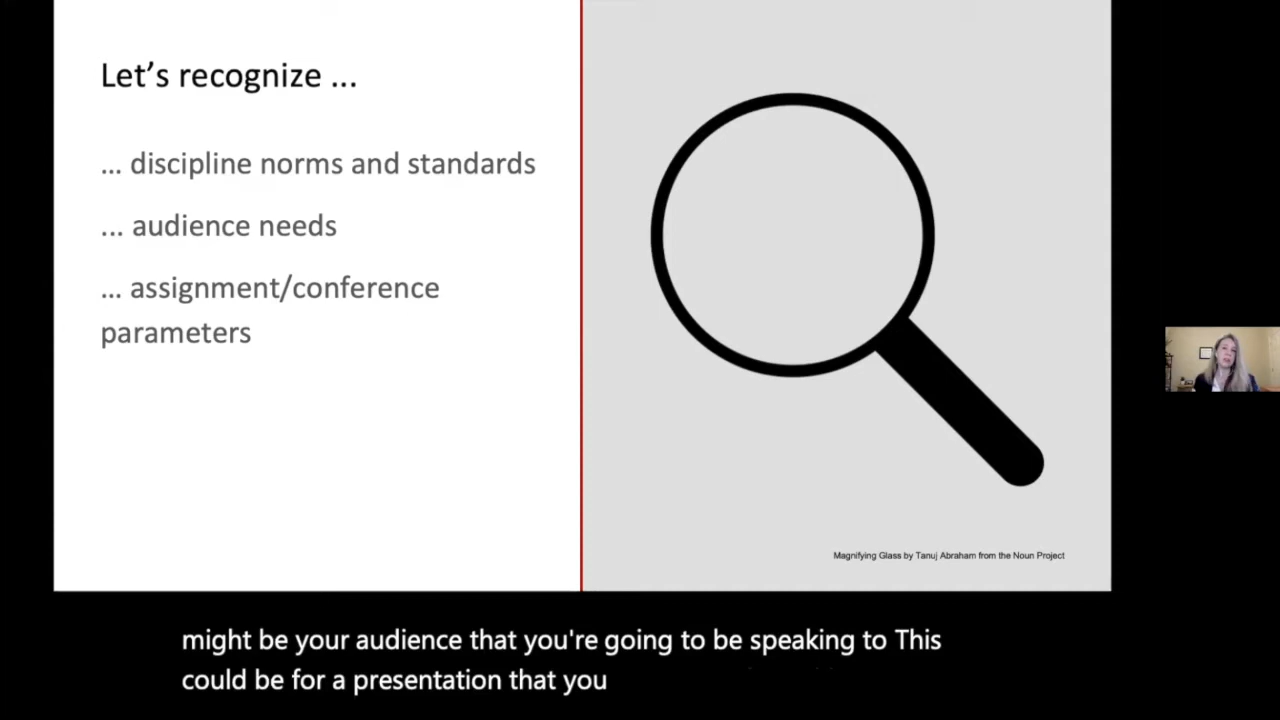 Let’s recognize ...
... discipline norms and standards
... audience needs
... assignment/conference
parameters
Magnifying Glass by Tanuj Abraham from the Noun Project
might be your audience that you're going to be speaking to This
could be for a presentation that you